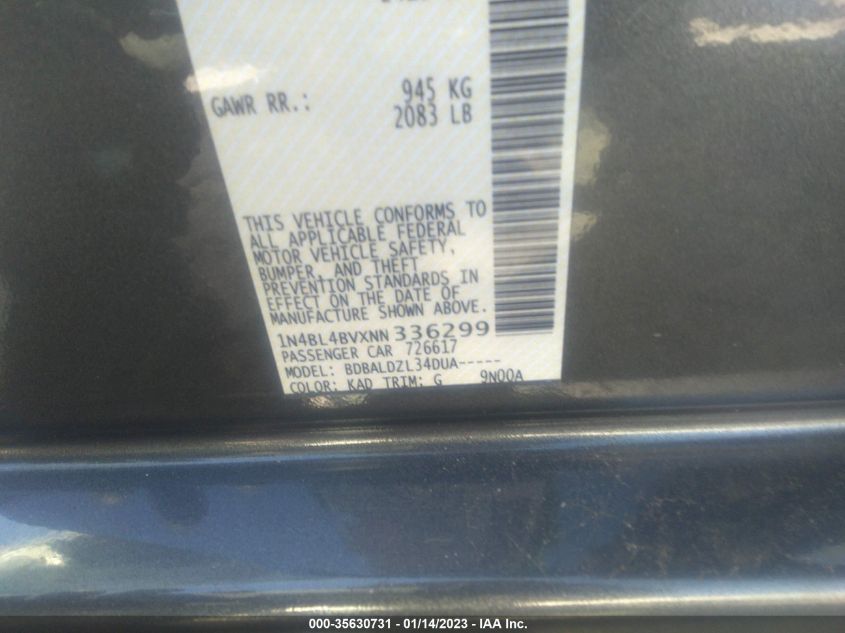 GAWR RR.: 945 KG
2083 LB
THIS VEHICLE CONFORMS TO
ALL APPLICABLE FEDERAL
MOTOR VEHICLE SAFETY,
BUMPER, AND THEFT
PREVENTION STANDARDS IN
EFFECT ON THE DATE OF
MANUFACTURE SHOWN ABOVE.
1N4BL4BVXNN336299
PASSENGER CAR 726617
MODEL: BDBALDZL34DUA-----
COLOR: KAD TRIM: G 9N00A
000-35630731 - 01/14/2023 - IAA Inc.